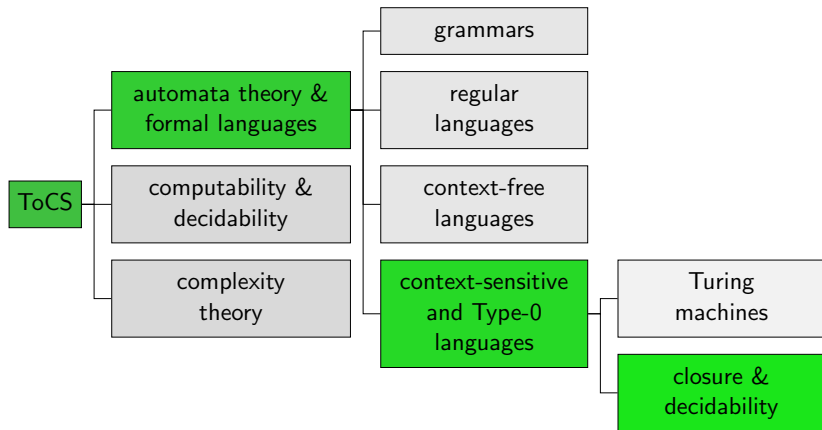 grammars
automata theory &
formal languages
regular
languages
ToCS
computability &
decidability
context-free
languages
complexity
theory
context-sensitive
and Type-0
languages
Turing
machines
closure &
decidability